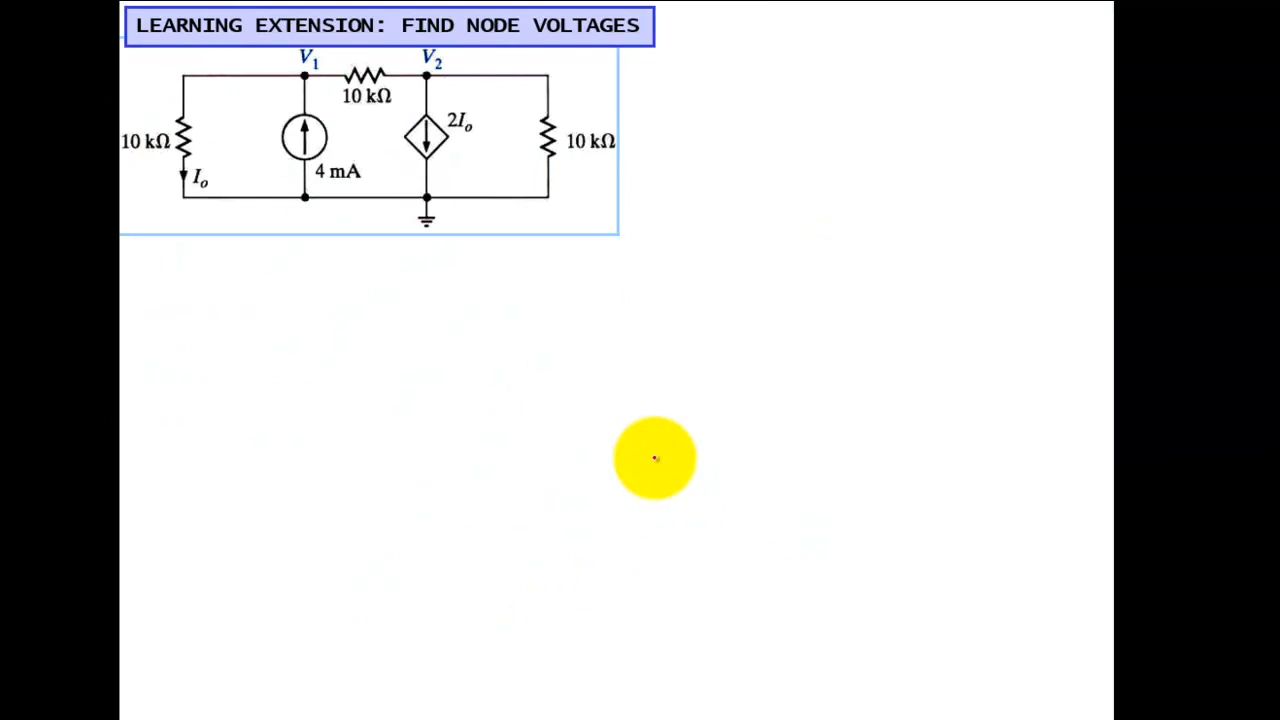 LEARNING EXTENSION: FIND NODE VOLTAGES
V₁
V₂
10 kΩ
2Iₒ
10 kΩ
10 kΩ
4 mA
Iₒ